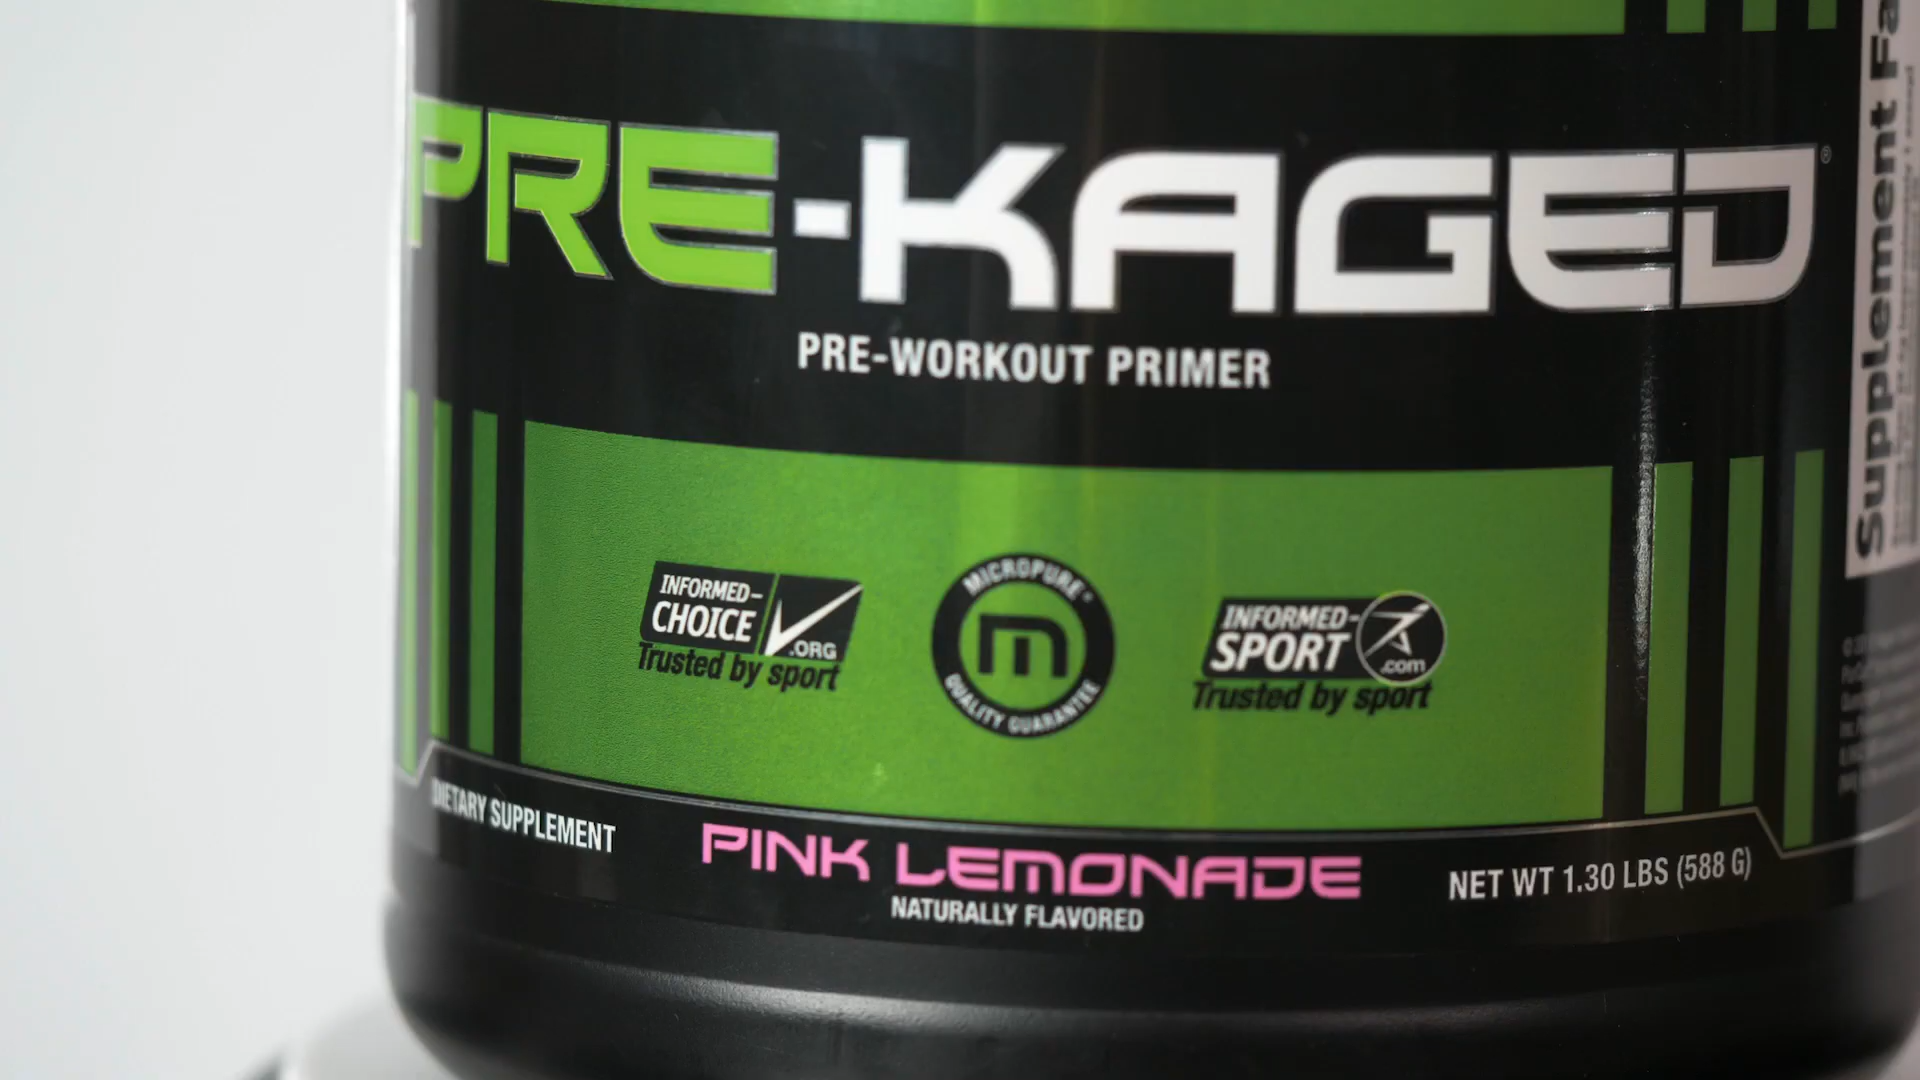 PRE-KAGED®
PRE-WORKOUT PRIMER
INFORMED-
CHOICE
.ORG
Trusted by sport
MICROPURE®
m
QUALITY GUARANTEE
INFORMED-
SPORT
.com
Trusted by sport
DIETARY SUPPLEMENT
PINK LEMONADE
NATURALLY FLAVORED
NET WT 1.30 LBS (588 G)
Supplement